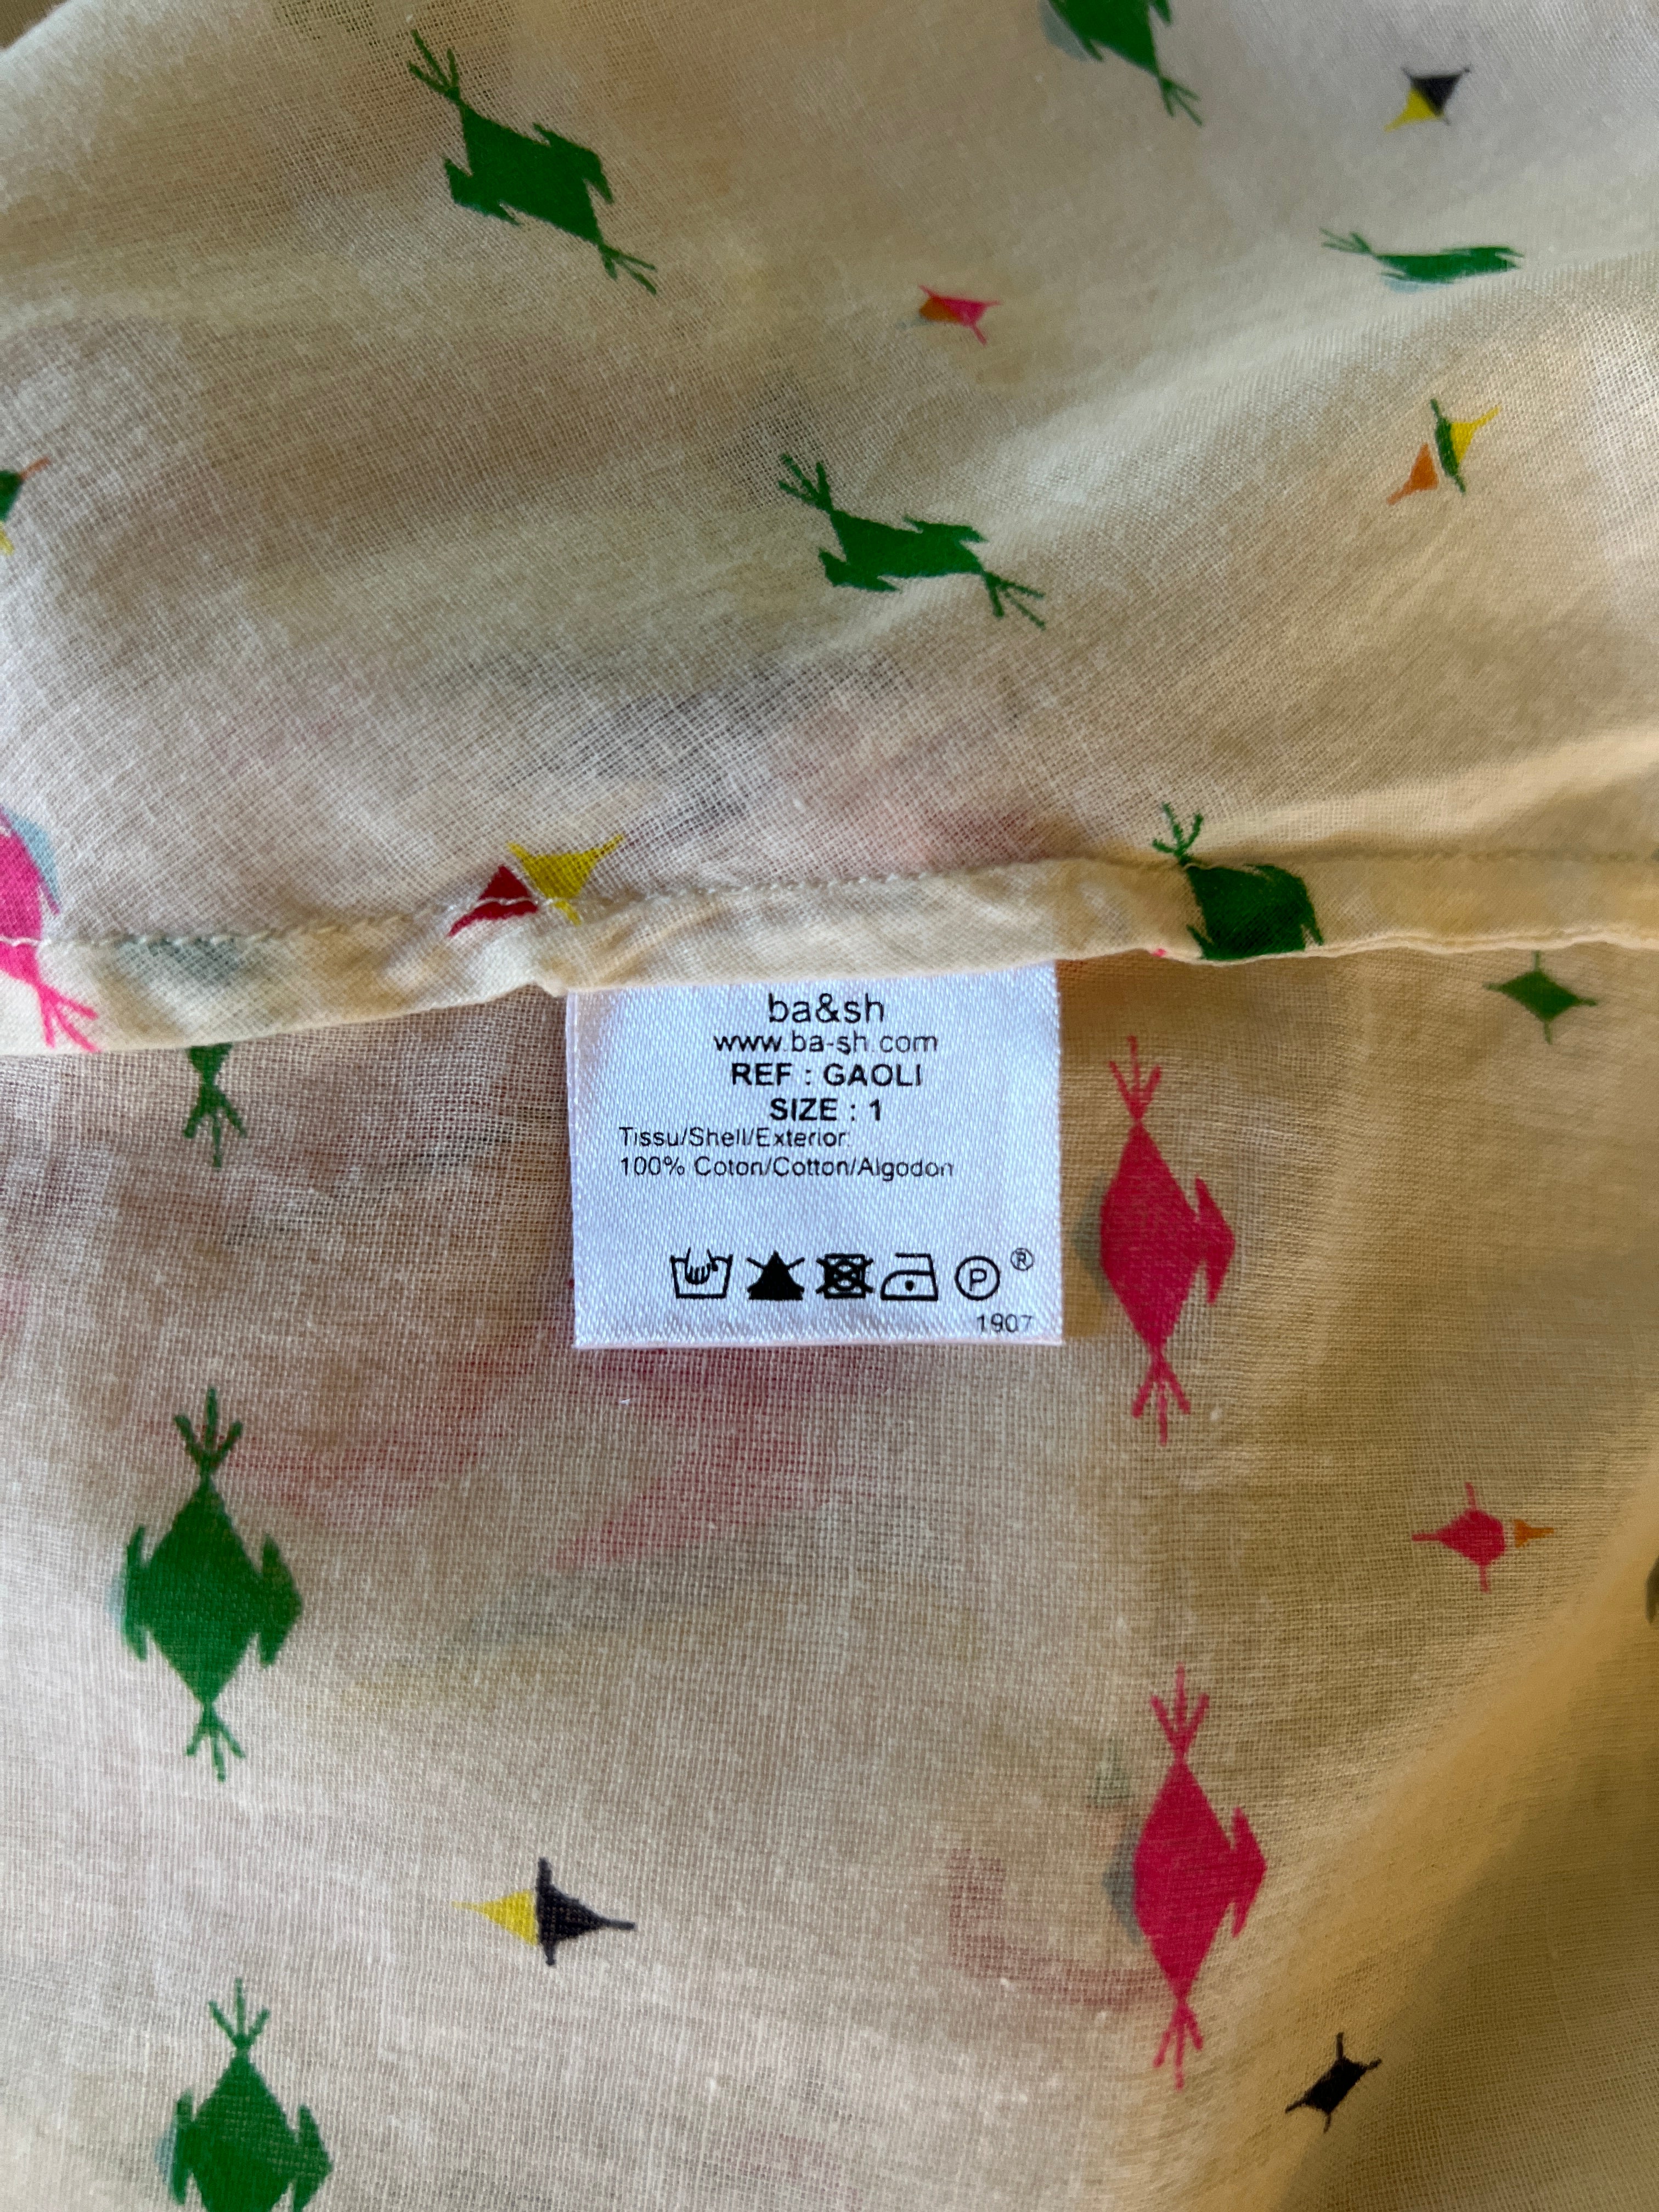 ba&sh
www.ba-sh.com
REF : GAOLI
SIZE : 1
Tissu/Shell/Exterior:
100% Coton/Cotton/Algodon
P ®
1907